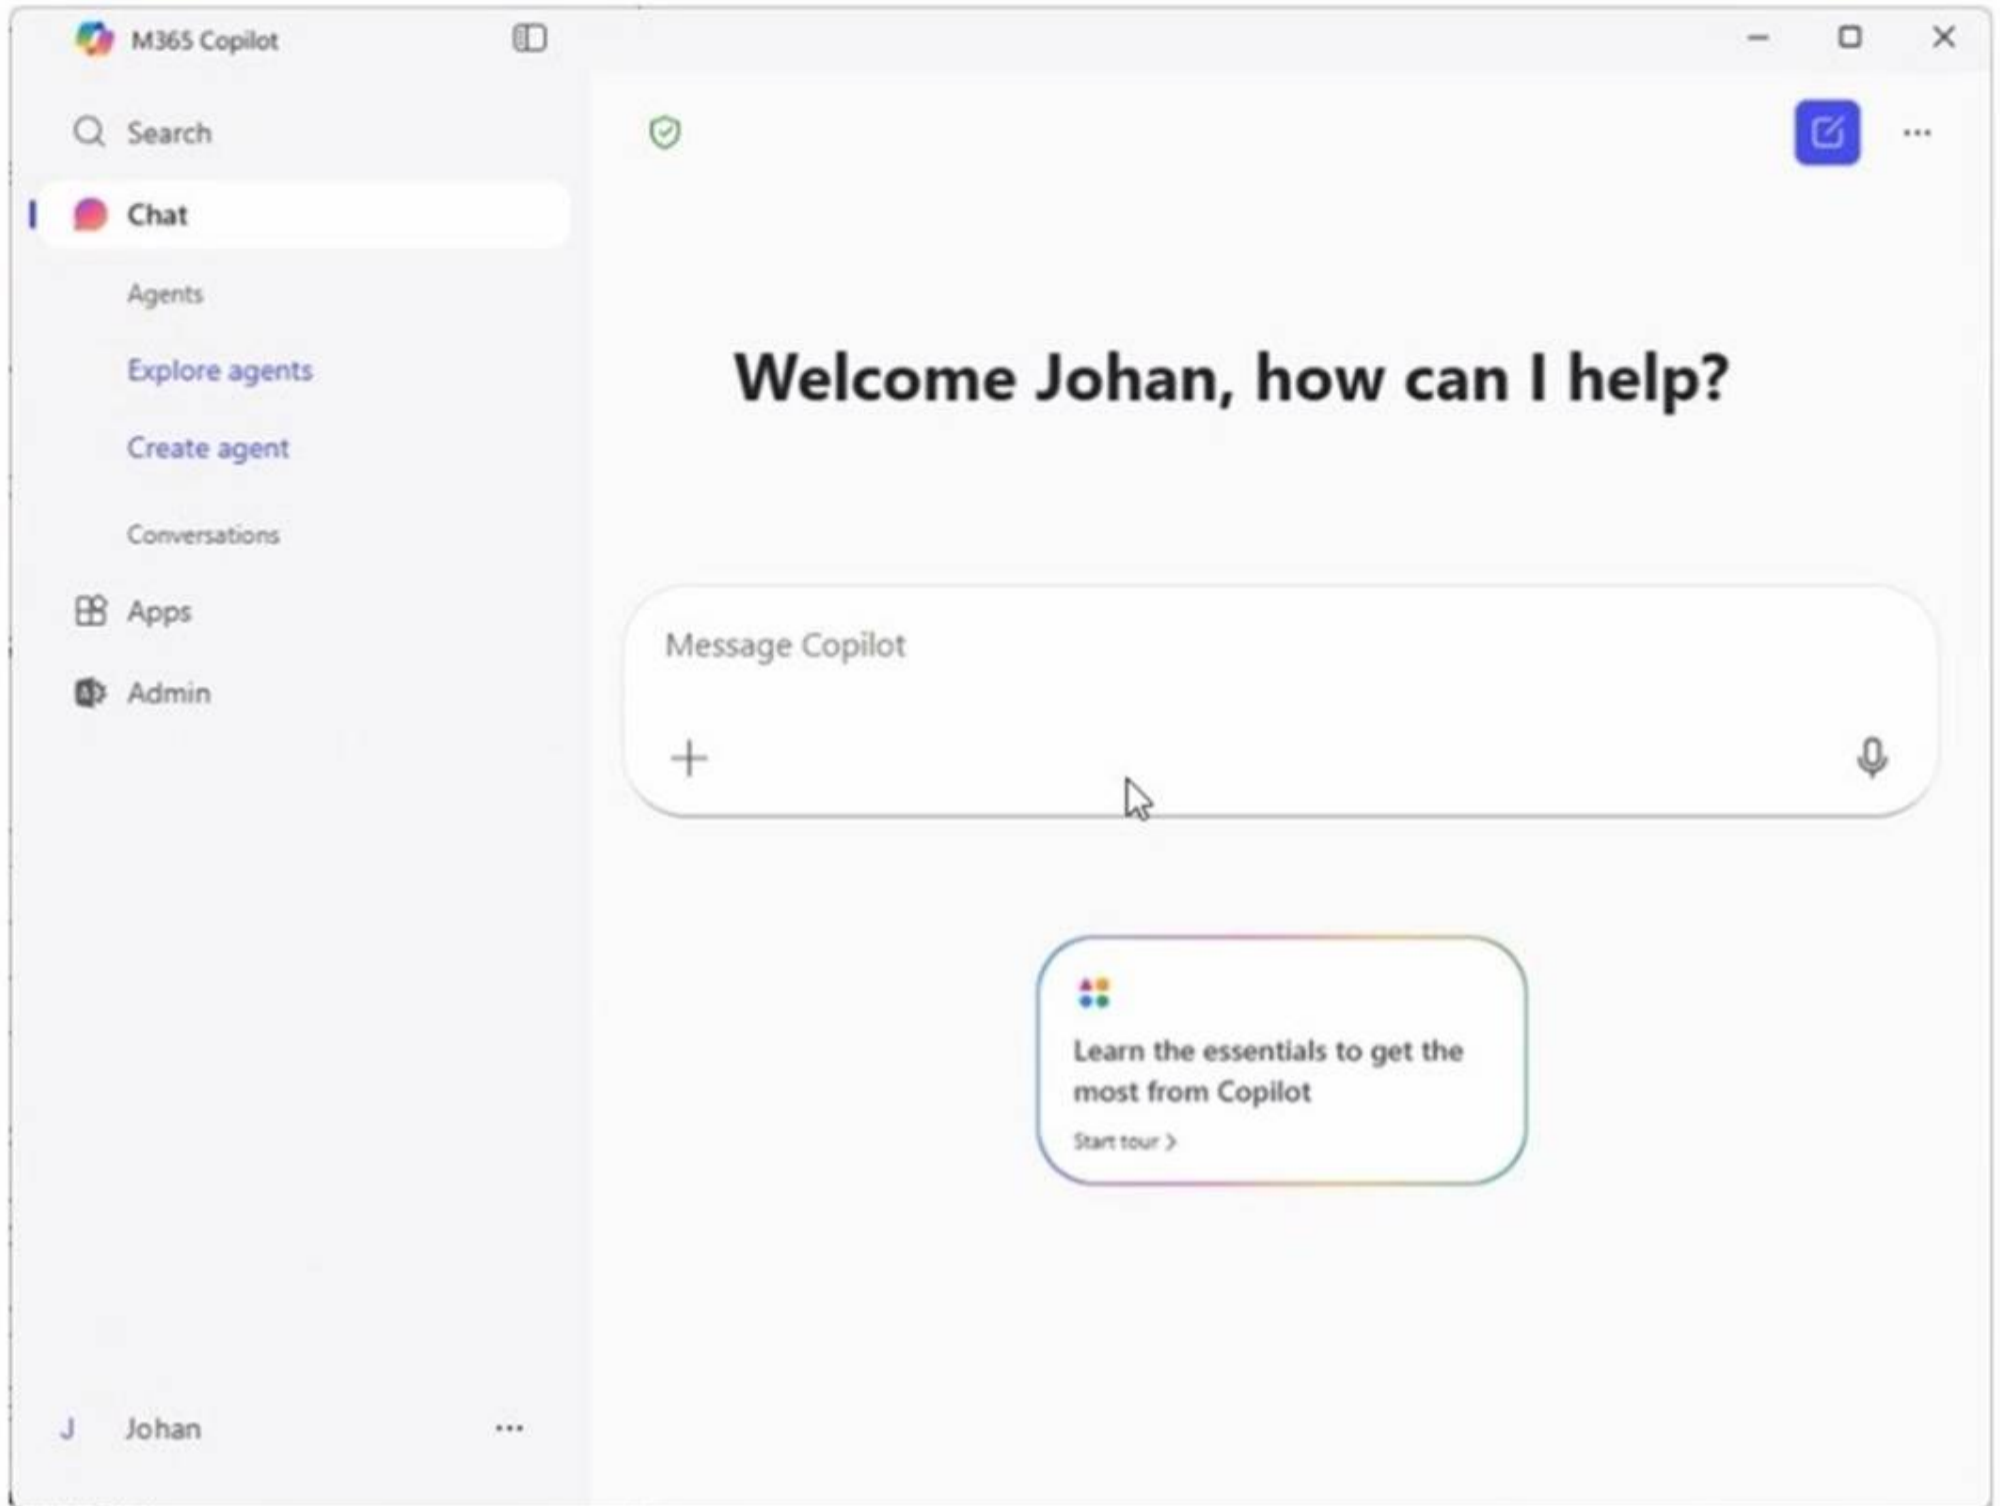 M365 Copilot
Search
Chat
Agents
Explore agents
Create agent
Conversations
Apps
Admin
Johan
J
Welcome Johan, how can I help?
Message Copilot
Learn the essentials to get the
most from Copilot
Start tour >